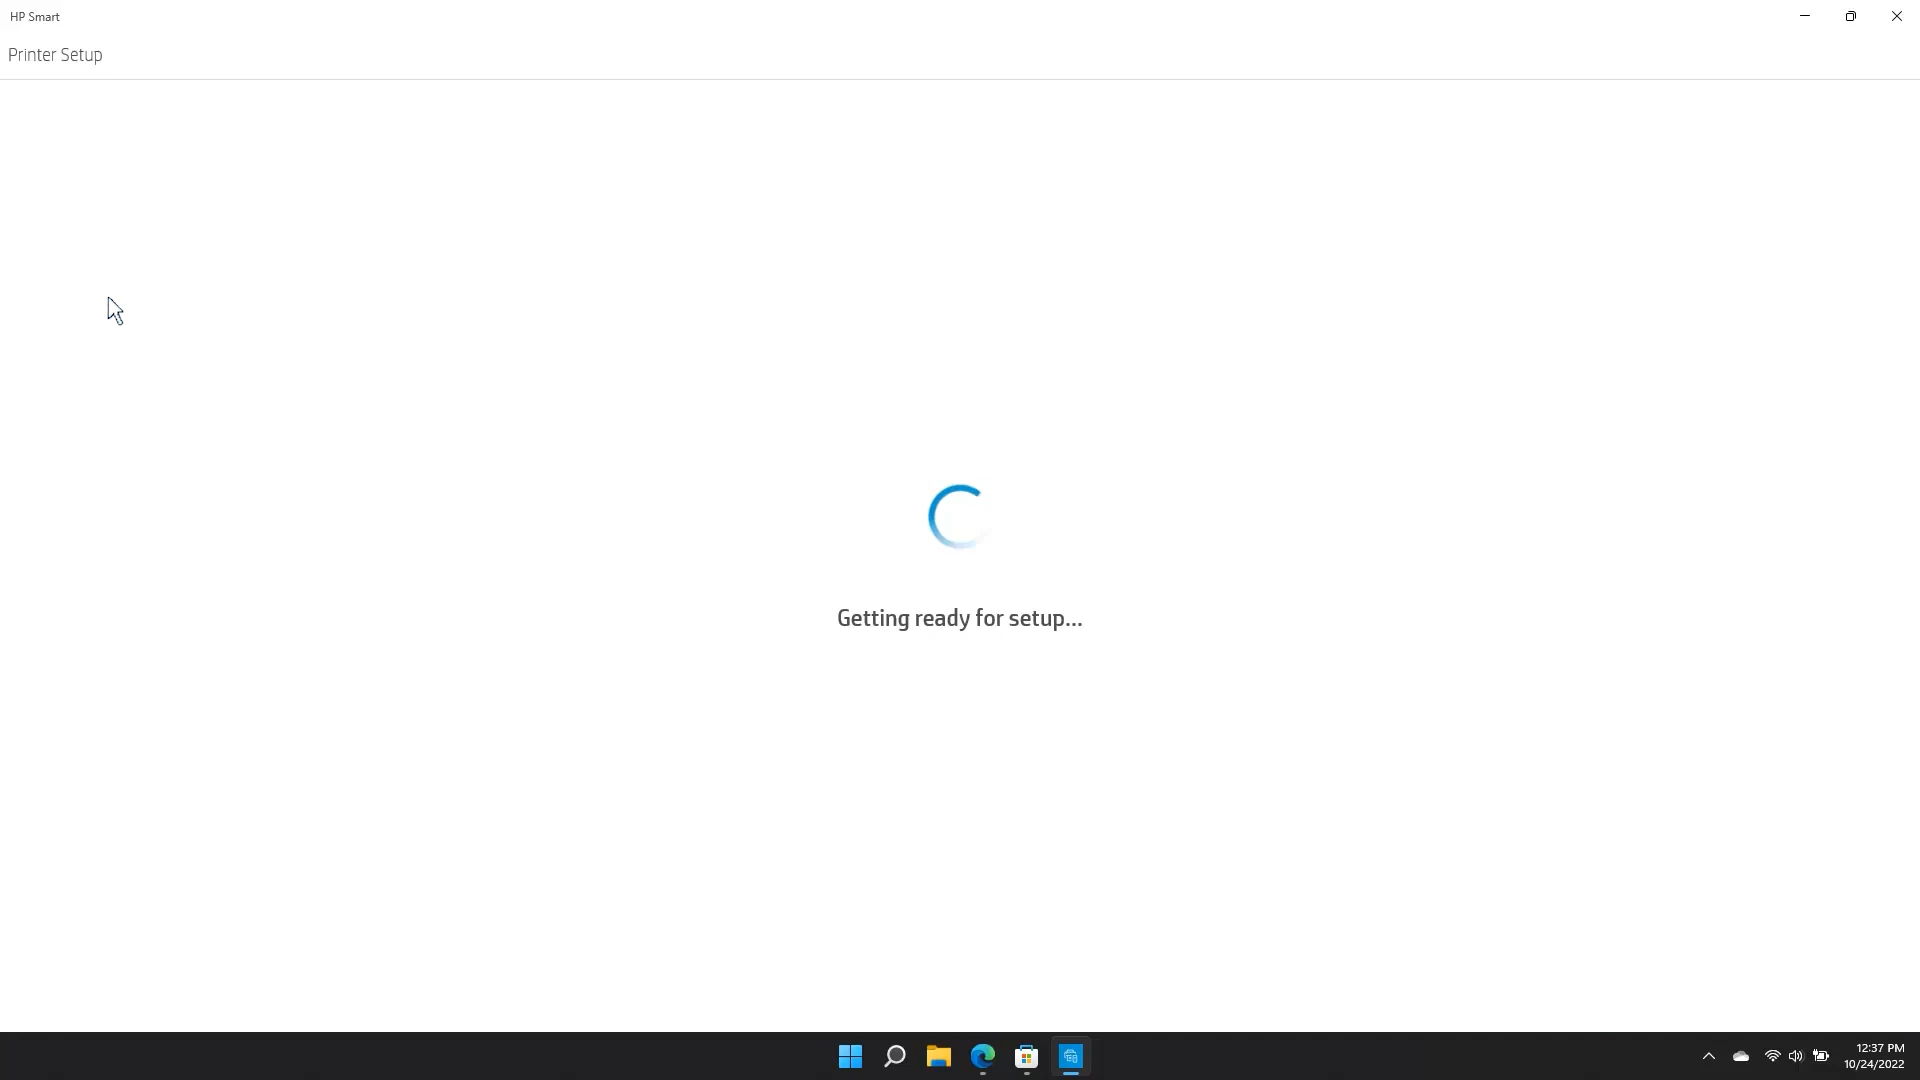 HP Smart
Printer Setup
Getting ready for setup...
12:37 PM
10/24/2022